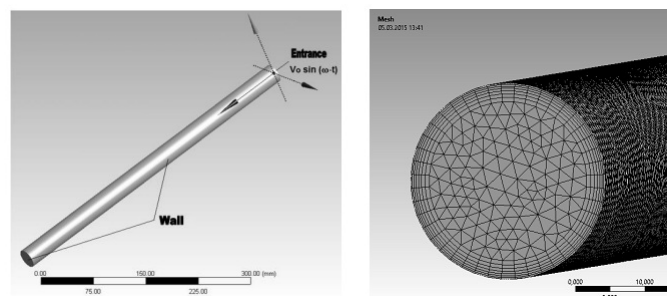 Entrance
Vo sin (ω·t)
Wall
0.00
150.00
300.00 (mm)
75.00
225.00
Mesh
05.03.2015 13:41
0,000
10,000